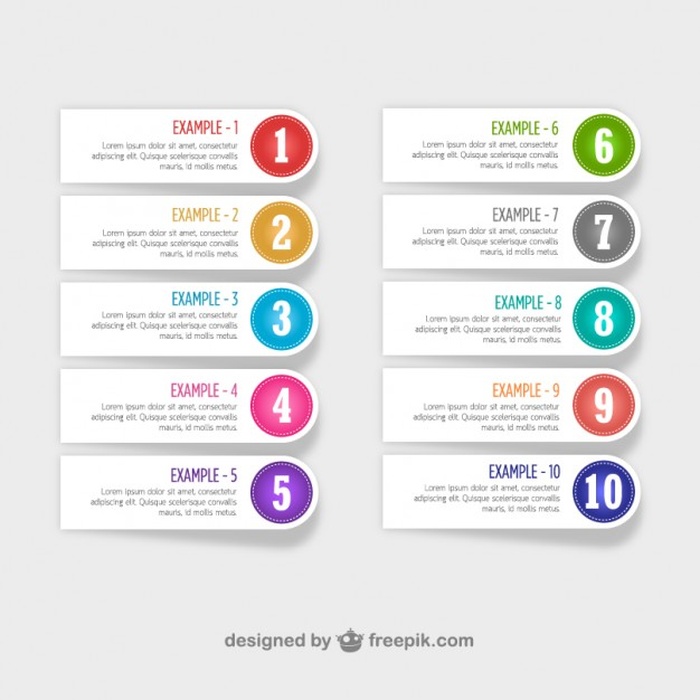 EXAMPLE - 1
Lorem ipsum dolor sit amet, consectetur
adipiscing elit. Quisque scelerisque convallis
mauris, id mollis metus.
1
EXAMPLE - 2
Lorem ipsum dolor sit amet, consectetur
adipiscing elit. Quisque scelerisque convallis
mauris, id mollis metus.
2
EXAMPLE - 3
Lorem ipsum dolor sit amet, consectetur
adipiscing elit. Quisque scelerisque convallis
mauris, id mollis metus.
3
EXAMPLE - 4
Lorem ipsum dolor sit amet, consectetur
adipiscing elit. Quisque scelerisque convallis
mauris, id mollis metus.
4
EXAMPLE - 5
Lorem ipsum dolor sit amet, consectetur
adipiscing elit. Quisque scelerisque convallis
mauris, id mollis metus.
5
EXAMPLE - 6
Lorem ipsum dolor sit amet, consectetur
adipiscing elit. Quisque scelerisque convallis
mauris, id mollis metus.
6
EXAMPLE - 7
Lorem ipsum dolor sit amet, consectetur
adipiscing elit. Quisque scelerisque convallis
mauris, id mollis metus.
7
EXAMPLE - 8
Lorem ipsum dolor sit amet, consectetur
adipiscing elit. Quisque scelerisque convallis
mauris, id mollis metus.
8
EXAMPLE - 9
Lorem ipsum dolor sit amet, consectetur
adipiscing elit. Quisque scelerisque convallis
mauris, id mollis metus.
9
EXAMPLE - 10
Lorem ipsum dolor sit amet, consectetur
adipiscing elit. Quisque scelerisque convallis
mauris, id mollis metus.
10
designed by freepik.com